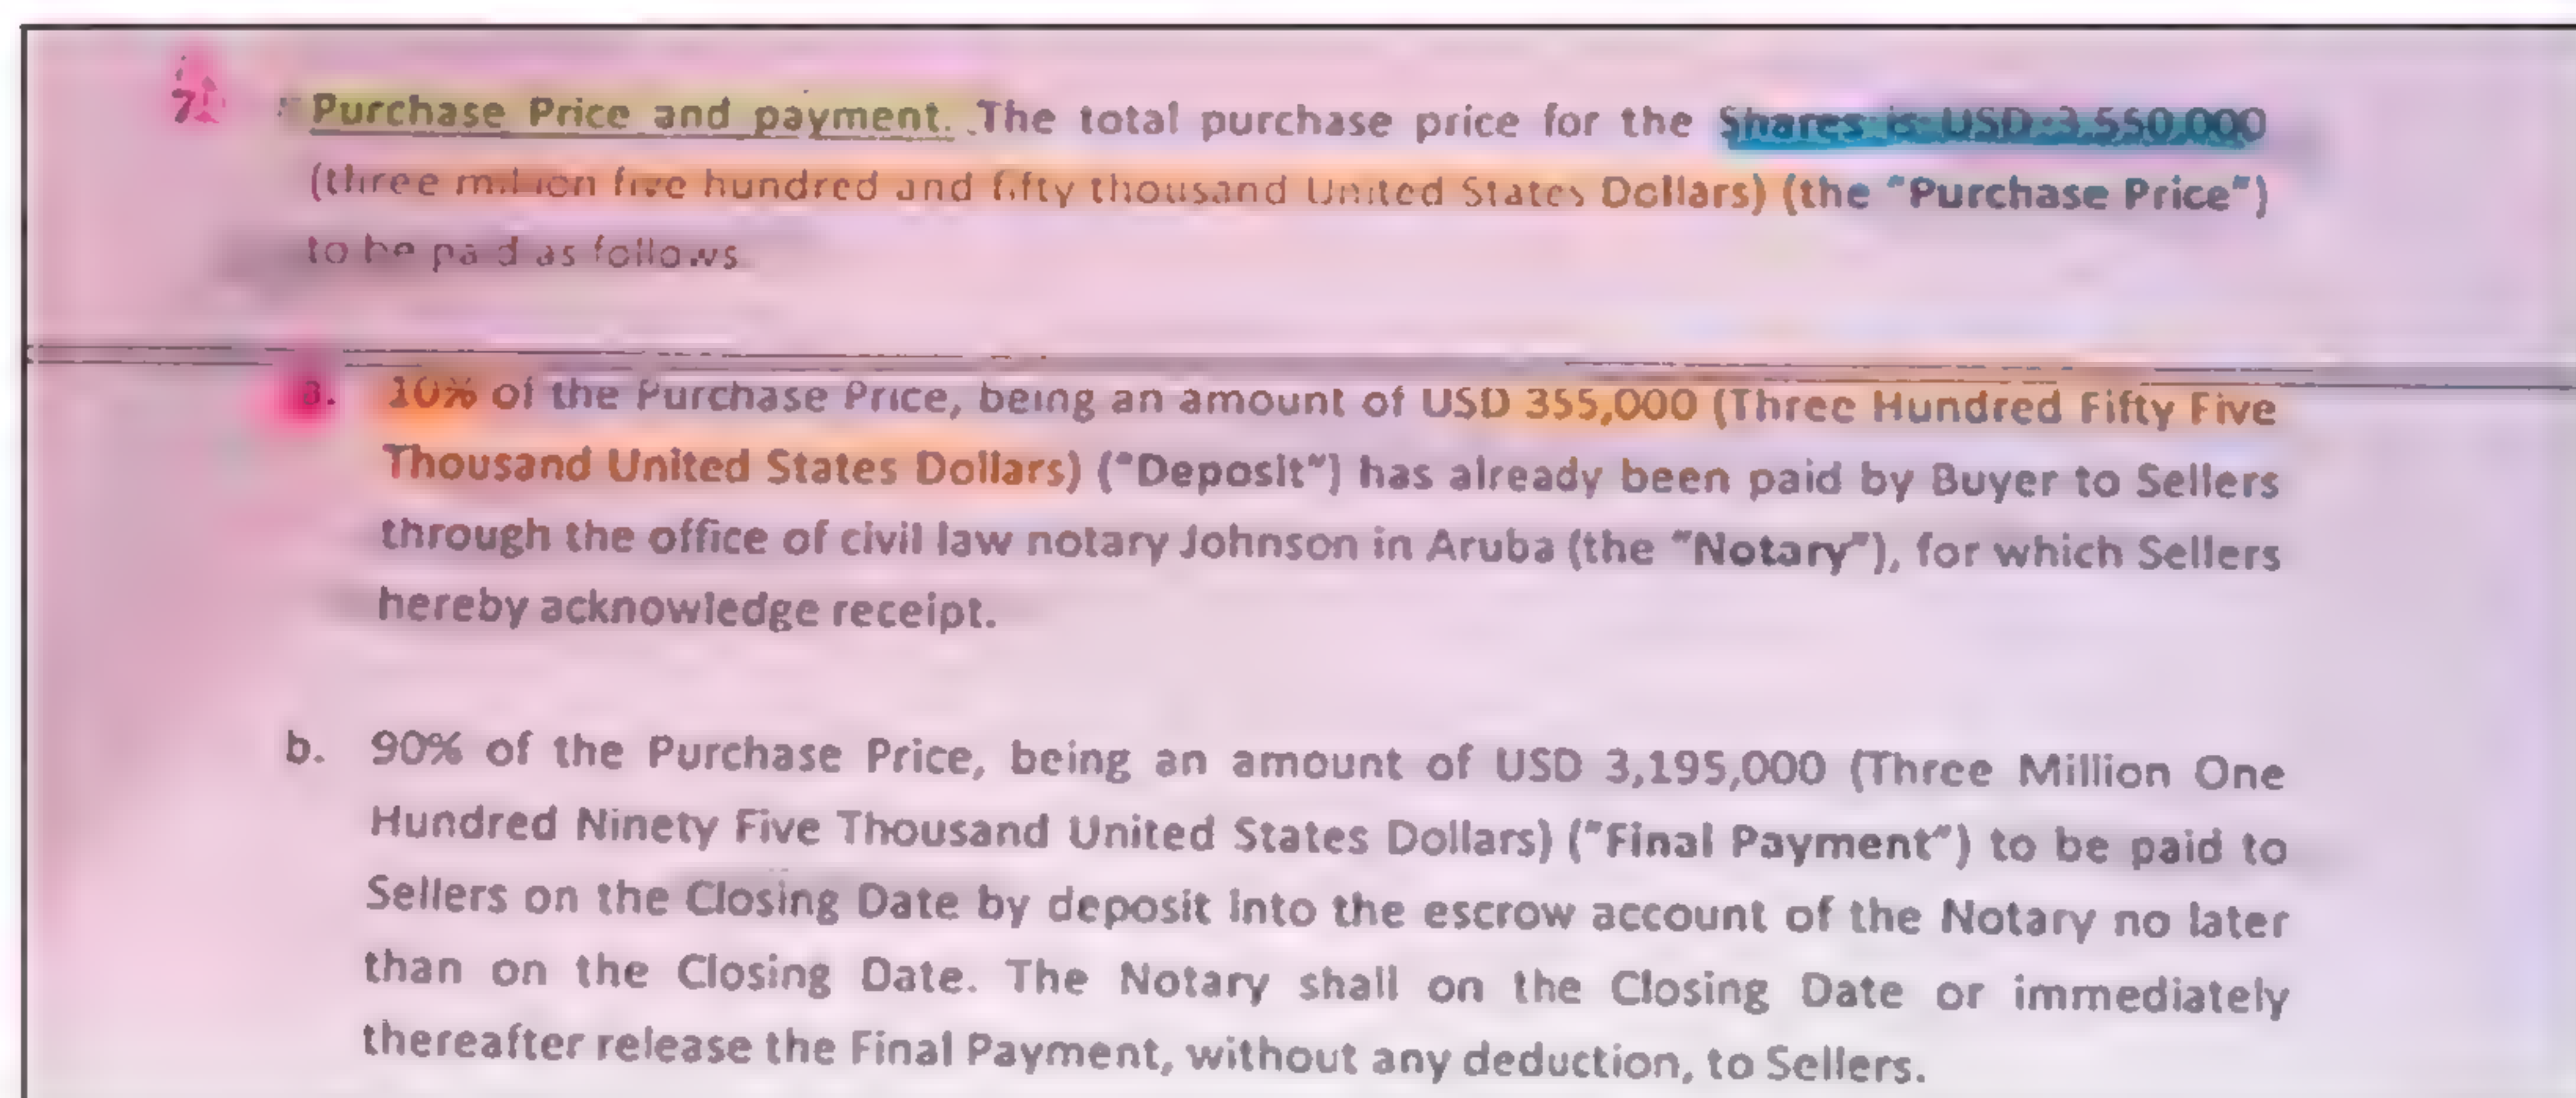 7. Purchase Price and payment. The total purchase price for the Shares is USD 3,550,000
(three million five hundred and fifty thousand United States Dollars) (the "Purchase Price")
to be paid as follows
a. 10% of the Purchase Price, being an amount of USD 355,000 (Three Hundred Fifty Five
Thousand United States Dollars) ("Deposit") has already been paid by Buyer to Sellers
through the office of civil law notary Johnson in Aruba (the "Notary"), for which Sellers
hereby acknowledge receipt.
b. 90% of the Purchase Price, being an amount of USD 3,195,000 (Three Million One
Hundred Ninety Five Thousand United States Dollars) ("Final Payment") to be paid to
Sellers on the Closing Date by deposit into the escrow account of the Notary no later
than on the Closing Date. The Notary shall on the Closing Date or immediately
thereafter release the Final Payment, without any deduction, to Sellers.